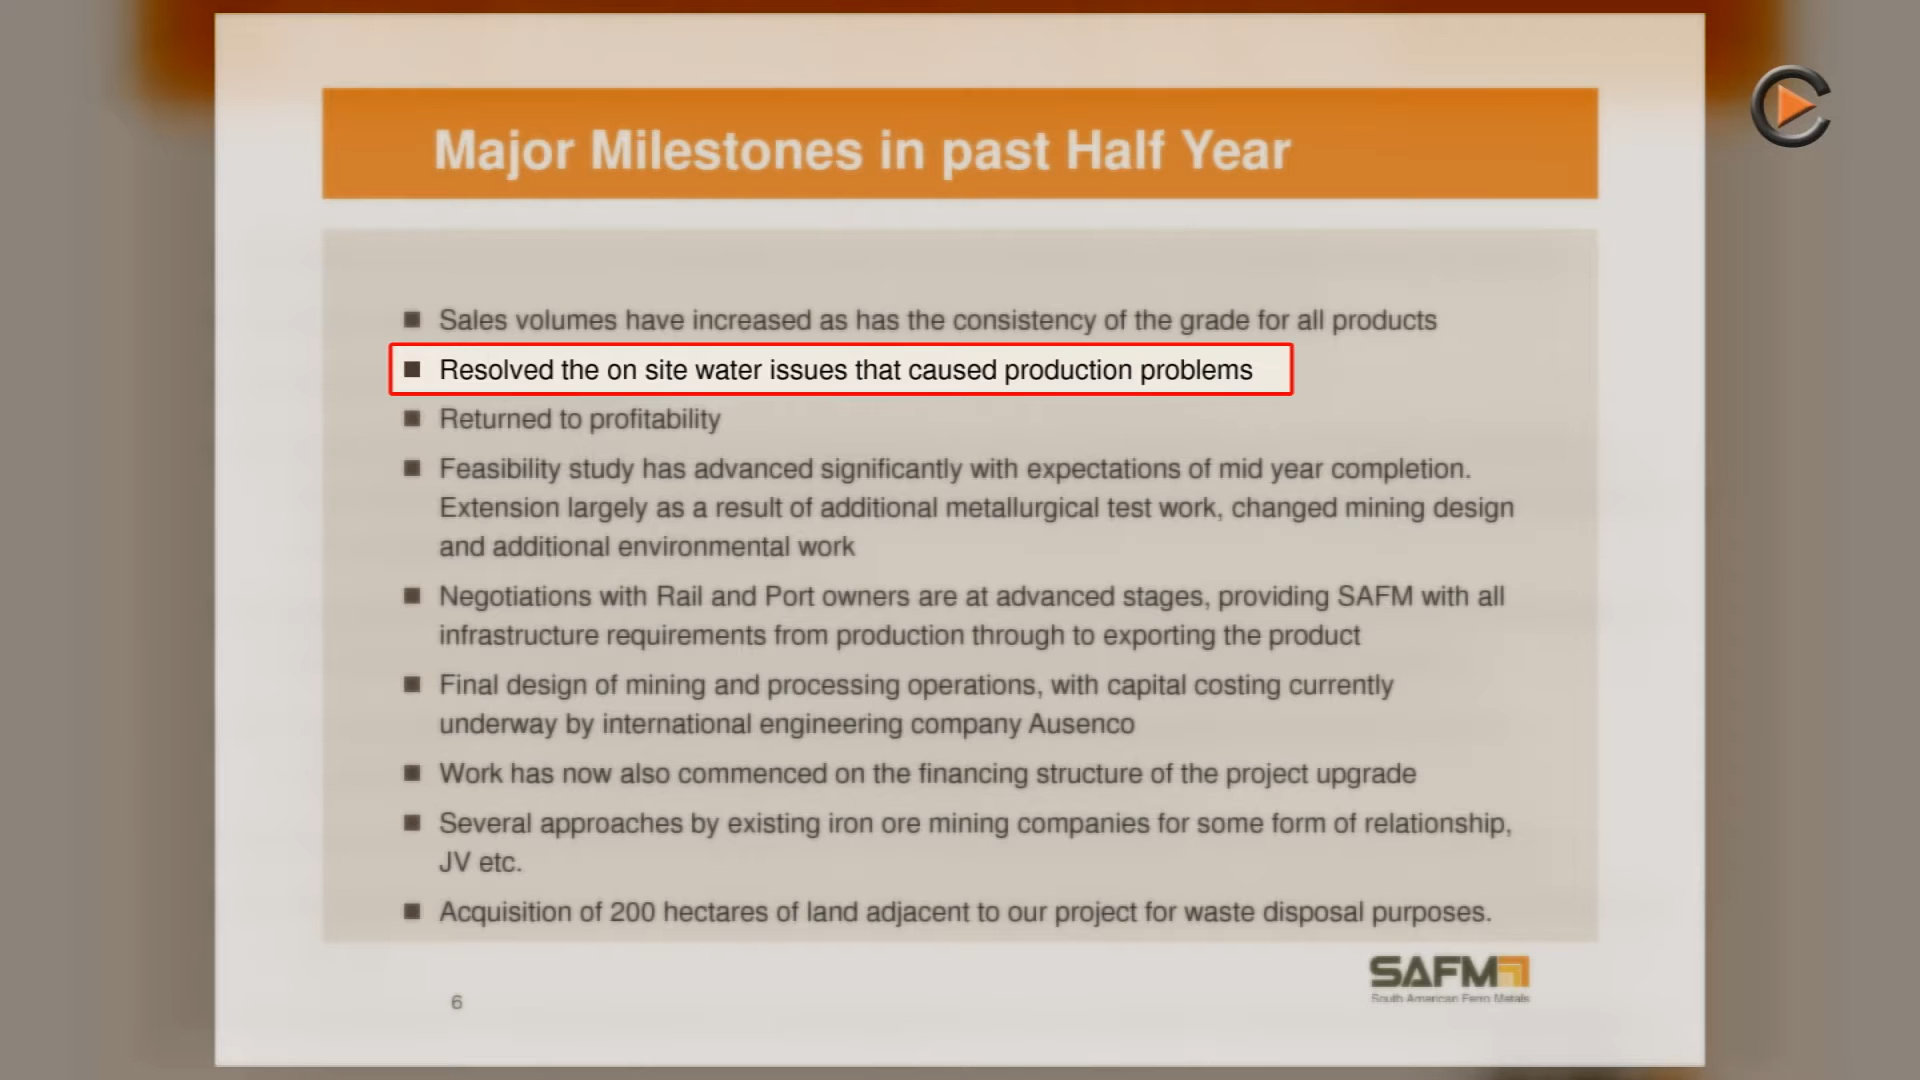 Major Milestones in past Half Year
Sales volumes have increased as has the consistency of the grade for all products
Resolved the on site water issues that caused production problems
Returned to profitability
Feasibility study has advanced significantly with expectations of mid year completion.
Extension largely as a result of additional metallurgical test work, changed mining design
and additional environmental work
Negotiations with Rail and Port owners are at advanced stages, providing SAFM with all
infrastructure requirements from production through to exporting the product
Final design of mining and processing operations, with capital costing currently
underway by international engineering company Ausenco
Work has now also commenced on the financing structure of the project upgrade
Several approaches by existing iron ore mining companies for some form of relationship,
JV etc.
Acquisition of 200 hectares of land adjacent to our project for waste disposal purposes.
SAFM
South American Ferro Metals
6